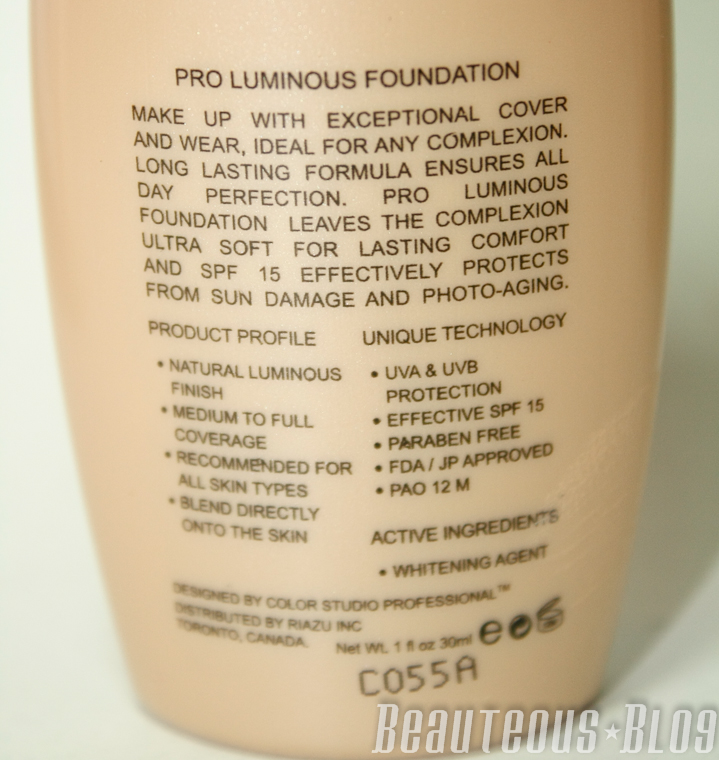 PRO LUMINOUS FOUNDATION
MAKE UP WITH EXCEPTIONAL COVER
AND WEAR, IDEAL FOR ANY COMPLEXION.
LONG LASTING FORMULA ENSURES ALL
DAY PERFECTION. PRO LUMINOUS
FOUNDATION LEAVES THE COMPLEXION
ULTRA SOFT FOR LASTING COMFORT
AND SPF 15 EFFECTIVELY PROTECTS
FROM SUN DAMAGE AND PHOTO-AGING.
PRODUCT PROFILE
• NATURAL LUMINOUS
FINISH
• MEDIUM TO FULL
COVERAGE
• RECOMMENDED FOR
ALL SKIN TYPES
• BLEND DIRECTLY
ONTO THE SKIN
UNIQUE TECHNOLOGY
• UVA & UVB
PROTECTION
• EFFECTIVE SPF 15
• PARABEN FREE
• FDA / JP APPROVED
• PAO 12 M
ACTIVE INGREDIENTS
• WHITENING AGENT
DESIGNED BY COLOR STUDIO PROFESSIONAL™
DISTRIBUTED BY RIAZU INC
TORONTO, CANADA.
Net Wt. 1 fl oz 30ml ℮
C055A
BEAUTEOUS★BLOG